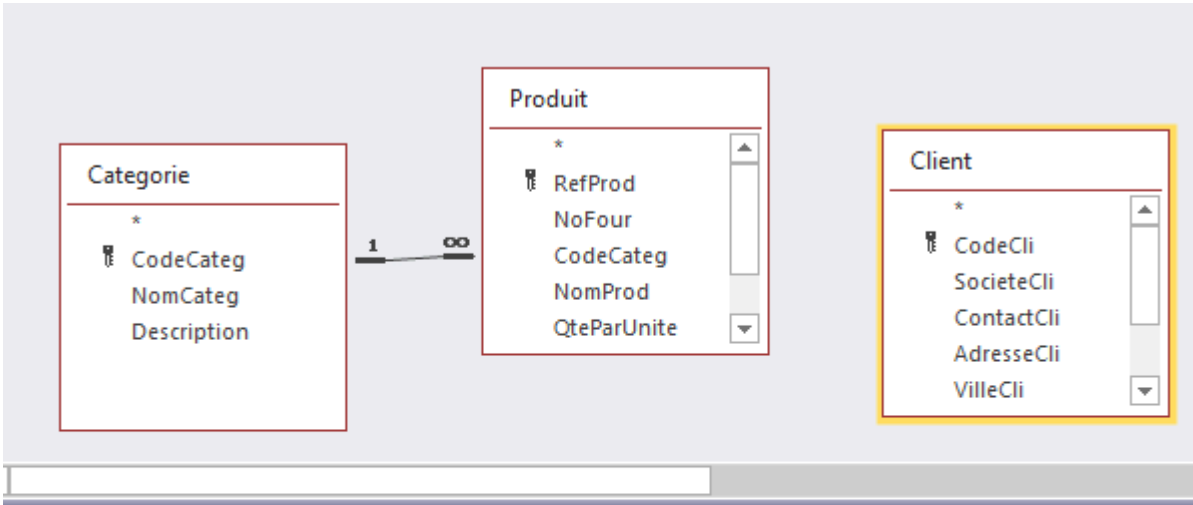 Categorie
*
CodeCateg
NomCateg
Description
1 ∞
Produit
*
RefProd
NoFour
CodeCateg
NomProd
QteParUnite
Client
*
CodeCli
SocieteCli
ContactCli
AdresseCli
VilleCli